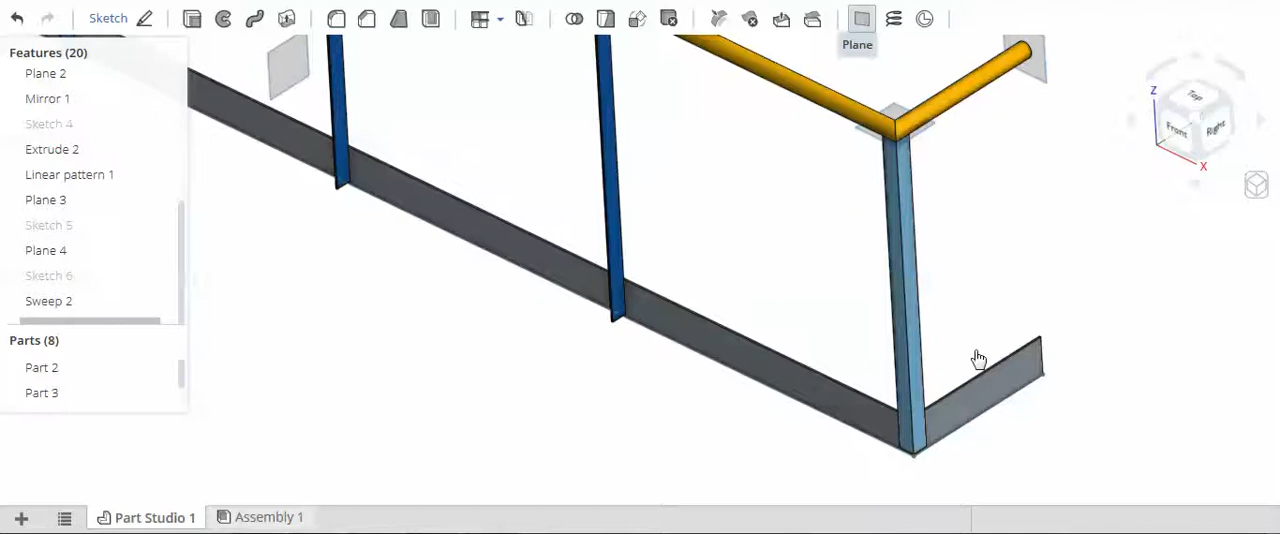 Sketch
Plane
Features (20)
Plane 2
Mirror 1
Sketch 4
Extrude 2
Linear pattern 1
Plane 3
Sketch 5
Plane 4
Sketch 6
Sweep 2
Parts (8)
Part 2
Part 3
Z
Top
Front
Right
X
Part Studio 1
Assembly 1